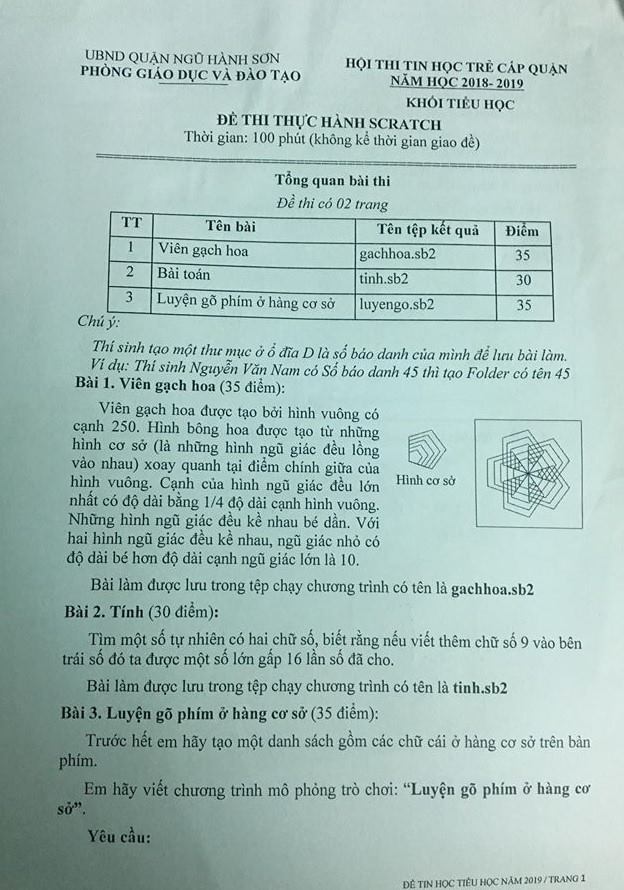 UBND QUẬN NGŨ HÀNH SƠN
PHÒNG GIÁO DỤC VÀ ĐÀO TẠO
HỘI THI TIN HỌC TRẺ CẤP QUẬN
NĂM HỌC 2018- 2019
KHỐI TIỂU HỌC
ĐỀ THI THỰC HÀNH SCRATCH
Thời gian: 100 phút (không kể thời gian giao đề)
Tổng quan bài thi
Đề thi có 02 trang
TT Tên bài Tên tệp kết quả Điểm
1 Viên gạch hoa gachhoa.sb2 35
2 Bài toán tinh.sb2 30
3 Luyện gõ phím ở hàng cơ sở luyengo.sb2 35
Chú ý:
Thí sinh tạo một thư mục ở ổ đĩa D là số báo danh của mình để lưu bài làm.
Ví dụ: Thí sinh Nguyễn Văn Nam có Số báo danh 45 thì tạo Folder có tên 45
Bài 1. Viên gạch hoa (35 điểm):
Viên gạch hoa được tạo bởi hình vuông có
cạnh 250. Hình bông hoa được tạo từ những
hình cơ sở (là những hình ngũ giác đều lồng
vào nhau) xoay quanh tại điểm chính giữa của
hình vuông. Cạnh của hình ngũ giác đều lớn
nhất có độ dài bằng 1/4 độ dài cạnh hình vuông.
Những hình ngũ giác đều kề nhau bé dần. Với
hai hình ngũ giác đều kề nhau, ngũ giác nhỏ có
độ dài bé hơn độ dài cạnh ngũ giác lớn là 10.
Hình cơ sở
Bài làm được lưu trong tệp chạy chương trình có tên là gachhoa.sb2
Bài 2. Tính (30 điểm):
Tìm một số tự nhiên có hai chữ số, biết rằng nếu viết thêm chữ số 9 vào bên
trái số đó ta được một số lớn gấp 16 lần số đã cho.
Bài làm được lưu trong tệp chạy chương trình có tên là tinh.sb2
Bài 3. Luyện gõ phím ở hàng cơ sở (35 điểm):
Trước hết em hãy tạo một danh sách gồm các chữ cái ở hàng cơ sở trên bàn
phím.
Em hãy viết chương trình mô phỏng trò chơi: “Luyện gõ phím ở hàng cơ
sở”.
Yêu cầu:
ĐỀ TIN HỌC TIỂU HỌC NĂM 2019 / TRANG 1